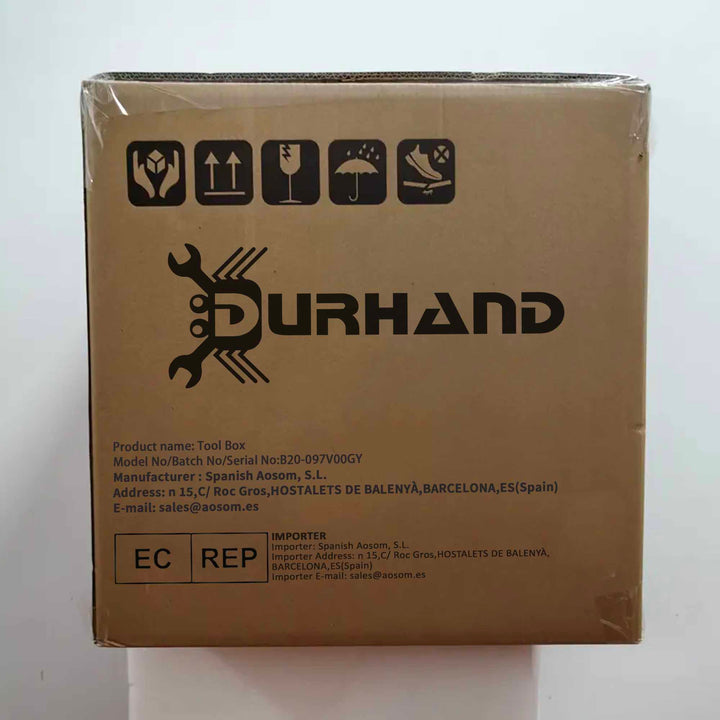 DURHAND
Product name: Tool Box
Model No/Batch No/Serial No:B20-097V00GY
Manufacturer : Spanish Aosom, S.L.
Address: n 15,C/ Roc Gros,HOSTALETS DE BALENYÀ,BARCELONA,ES(Spain)
E-mail: sales@aosom.es
EC REP
IMPORTER
Importer: Spanish Aosom, S.L.
Importer Address: n 15,C/ Roc Gros,HOSTALETS DE BALENYÀ,
BARCELONA,ES(Spain)
Importer E-mail: sales@aosom.es